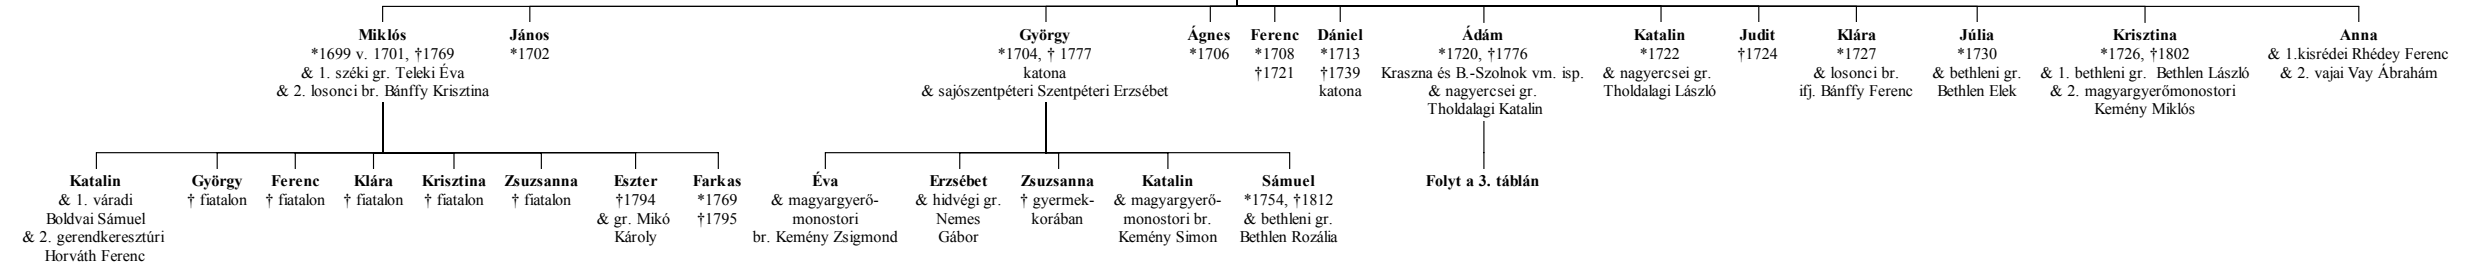 Miklós
*1699 v. 1701, †1769
& 1. széki gr. Teleki Éva
& 2. losonci br. Bánffy Krisztina
János
*1702
György
*1704, † 1777
katona
& sajószentpéteri Szentpéteri Erzsébet
Ágnes
*1706
Ferenc
*1708
†1721
Dániel
*1713
†1739
katona
Ádám
*1720, †1776
Kraszna és B.-Szolnok vm. isp.
& nagyercsei gr.
Tholdalagi Katalin
Katalin
*1722
& nagyercsei gr.
Tholdalagi László
Judit
†1724
Klára
*1727
& losonci br.
ifj. Bánffy Ferenc
Júlia
*1730
& bethleni gr.
Bethlen Elek
Krisztina
*1726, †1802
& 1. bethleni gr. Bethlen László
& 2. magyargyerőmonostori
Kemény Miklós
Anna
& 1.kisrédei Rhédey Ferenc
& 2. vajai Vay Ábrahám
Katalin
& 1. váradi
Boldvai Sámuel
& 2. gerendkeresztúri
Horváth Ferenc
György
† fiatalon
Ferenc
† fiatalon
Klára
† fiatalon
Krisztina
† fiatalon
Zsuzsanna
† fiatalon
Eszter
†1794
& gr. Mikó
Károly
Farkas
*1769
†1795
Éva
& magyargyerő-
monostori
br. Kemény Zsigmond
Erzsébet
& hidvégi gr.
Nemes
Gábor
Zsuzsanna
† gyermek-
korában
Katalin
& magyargyerő-
monostori br.
Kemény Simon
Sámuel
*1754, †1812
& bethleni gr.
Bethlen Rozália
Folyt a 3. táblán